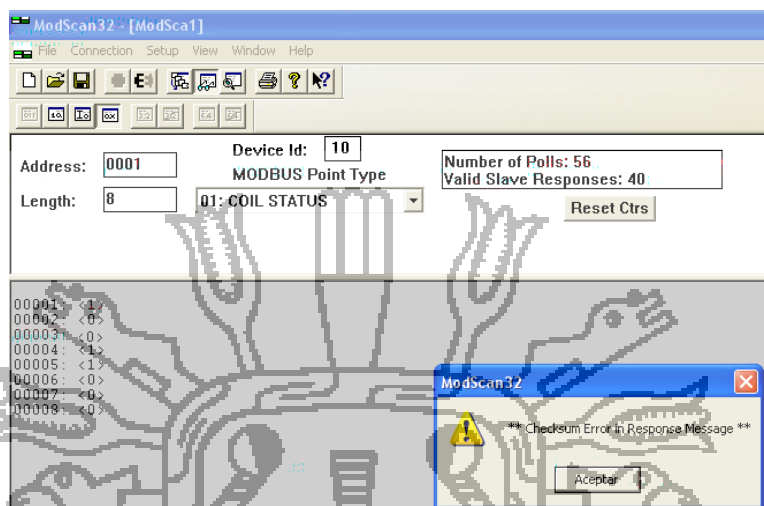 ModScan32 - [ModSca1]
File Connection Setup View Window Help
Address: 0001
Device Id: 10
MODBUS Point Type
Length: 8
01: COIL STATUS
Number of Polls: 56
Valid Slave Responses: 40
Reset Ctrs
00001: <1>
00002: <0>
00003: <0>
00004: <1>
00005: <1>
00006: <0>
00007: <0>
00008: <0>
ModScan32
** Checksum Error in Response Message **
Aceptar